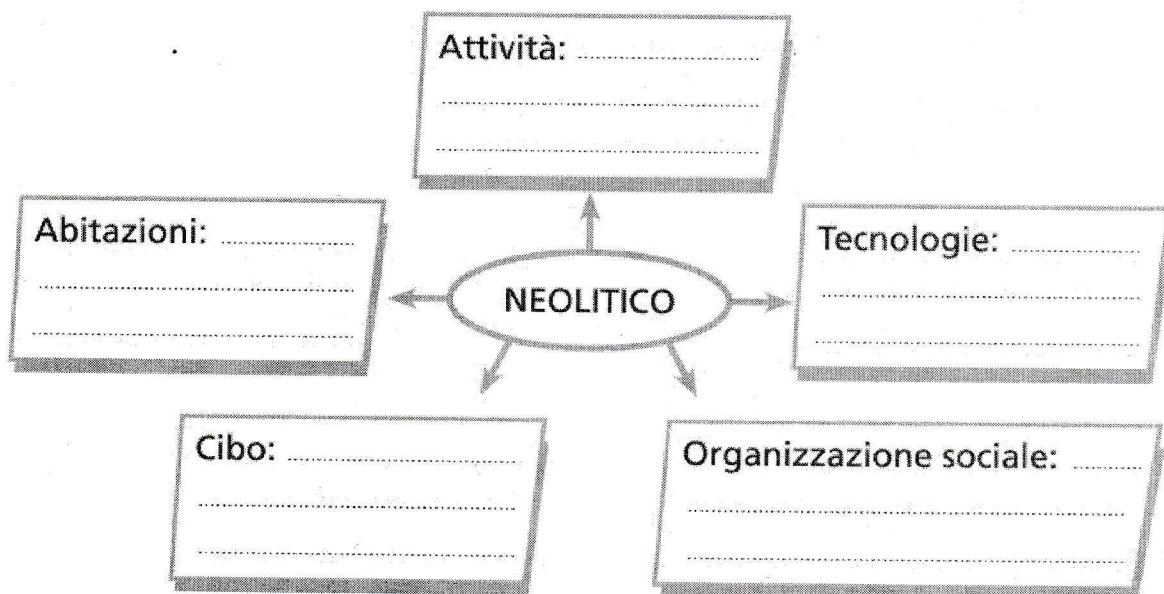 Attività:
Abitazioni:
NEOLITICO
Tecnologie:
Cibo:
Organizzazione sociale: